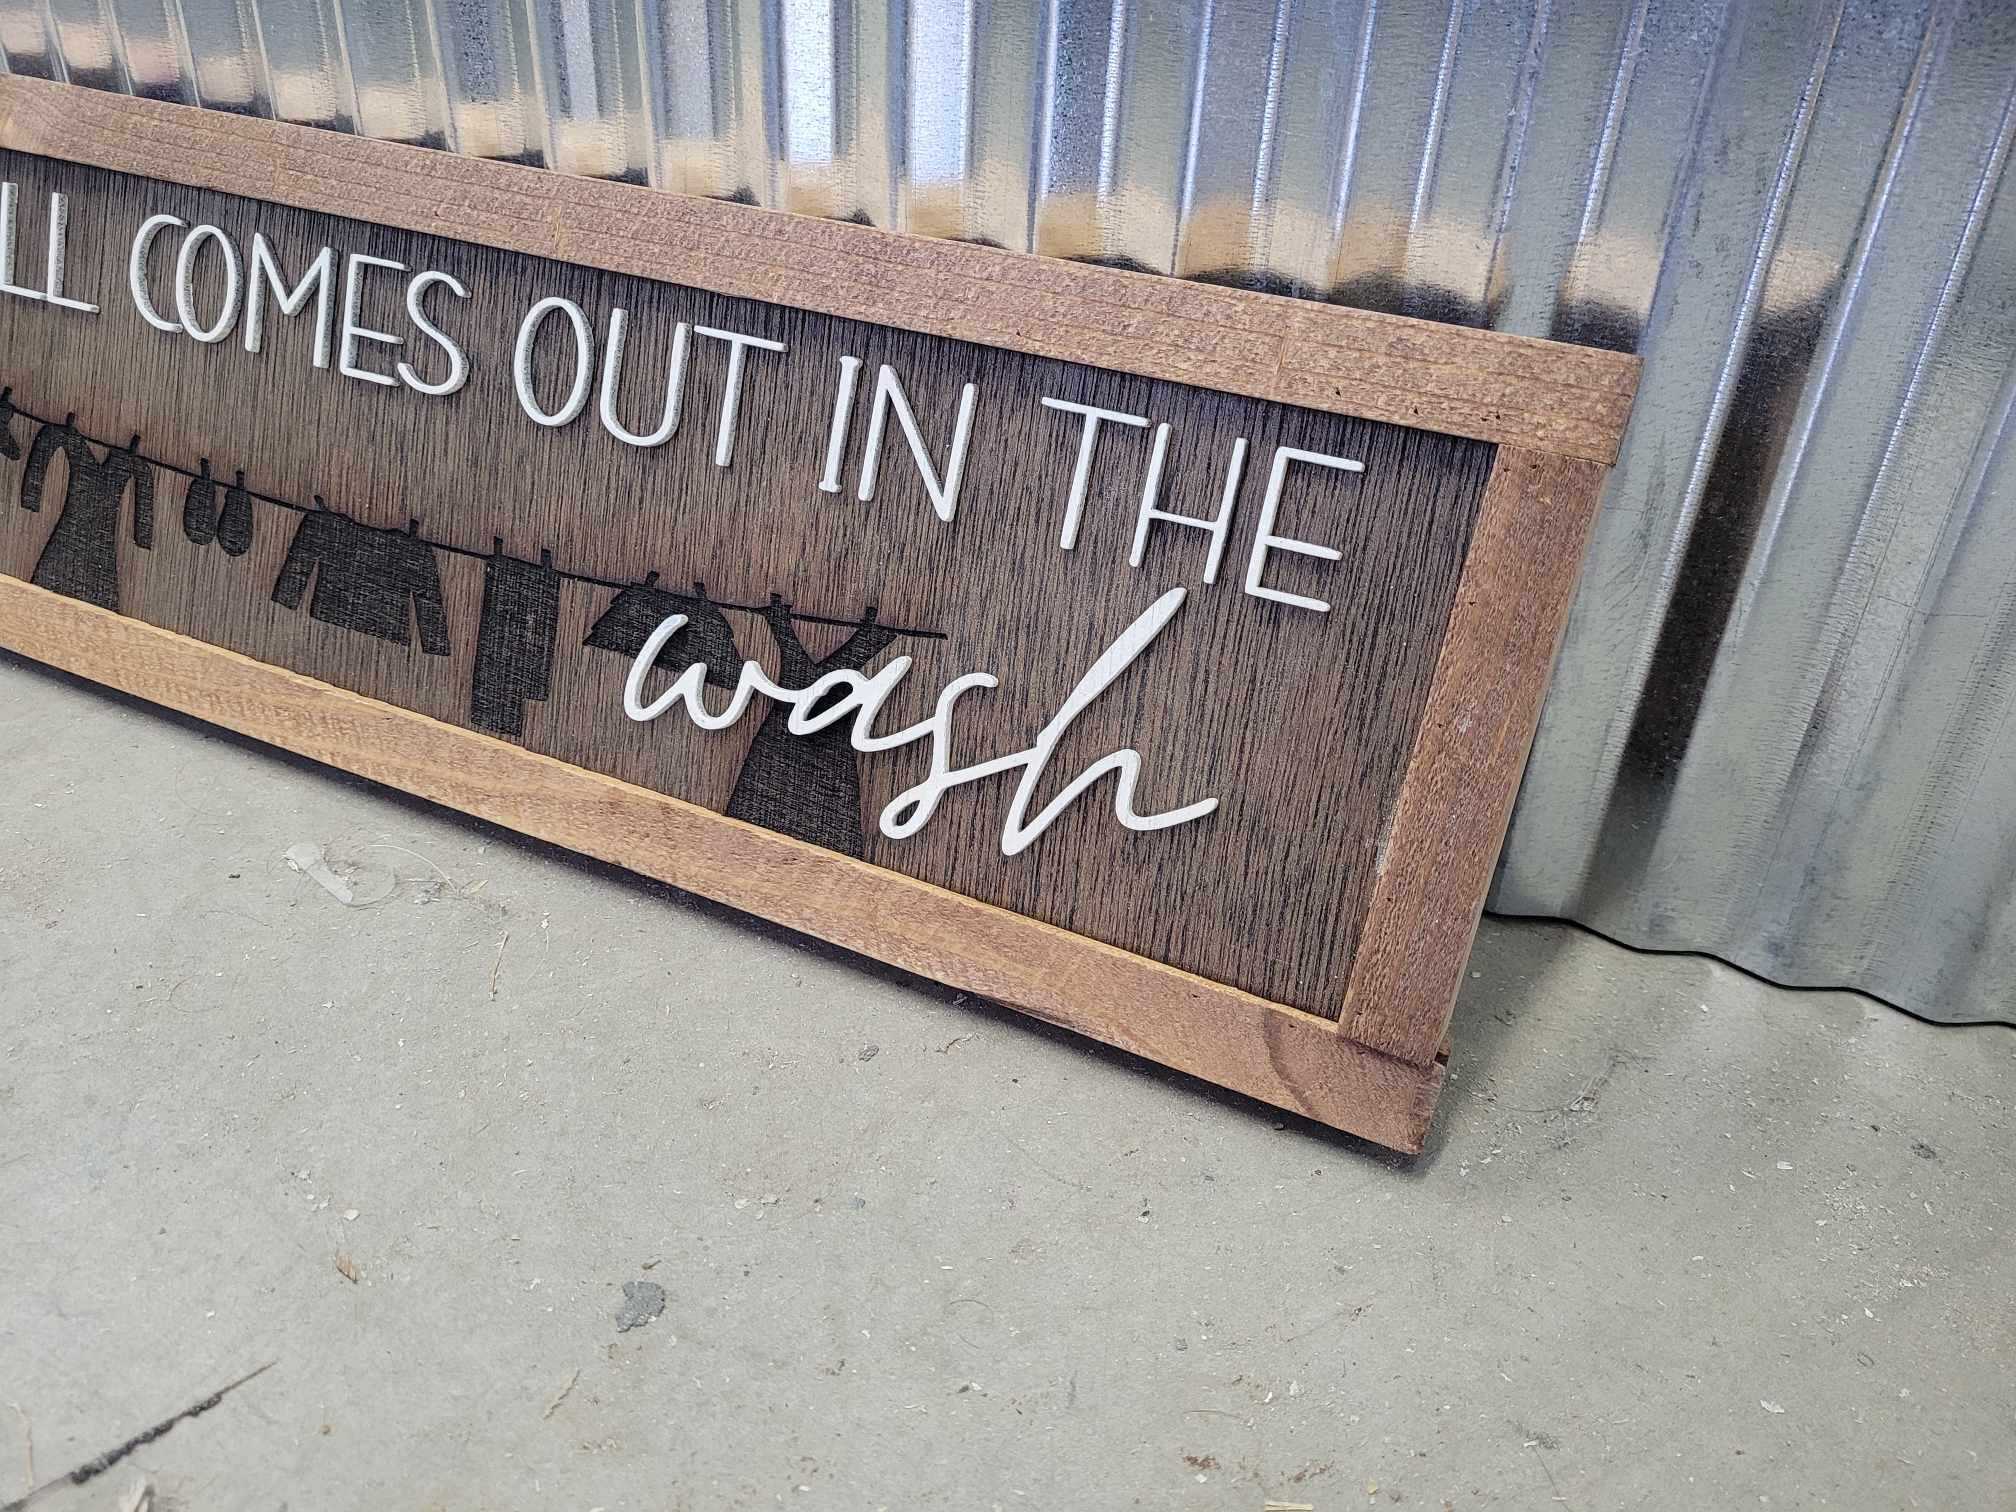 LL COMES OUT IN THE
wash